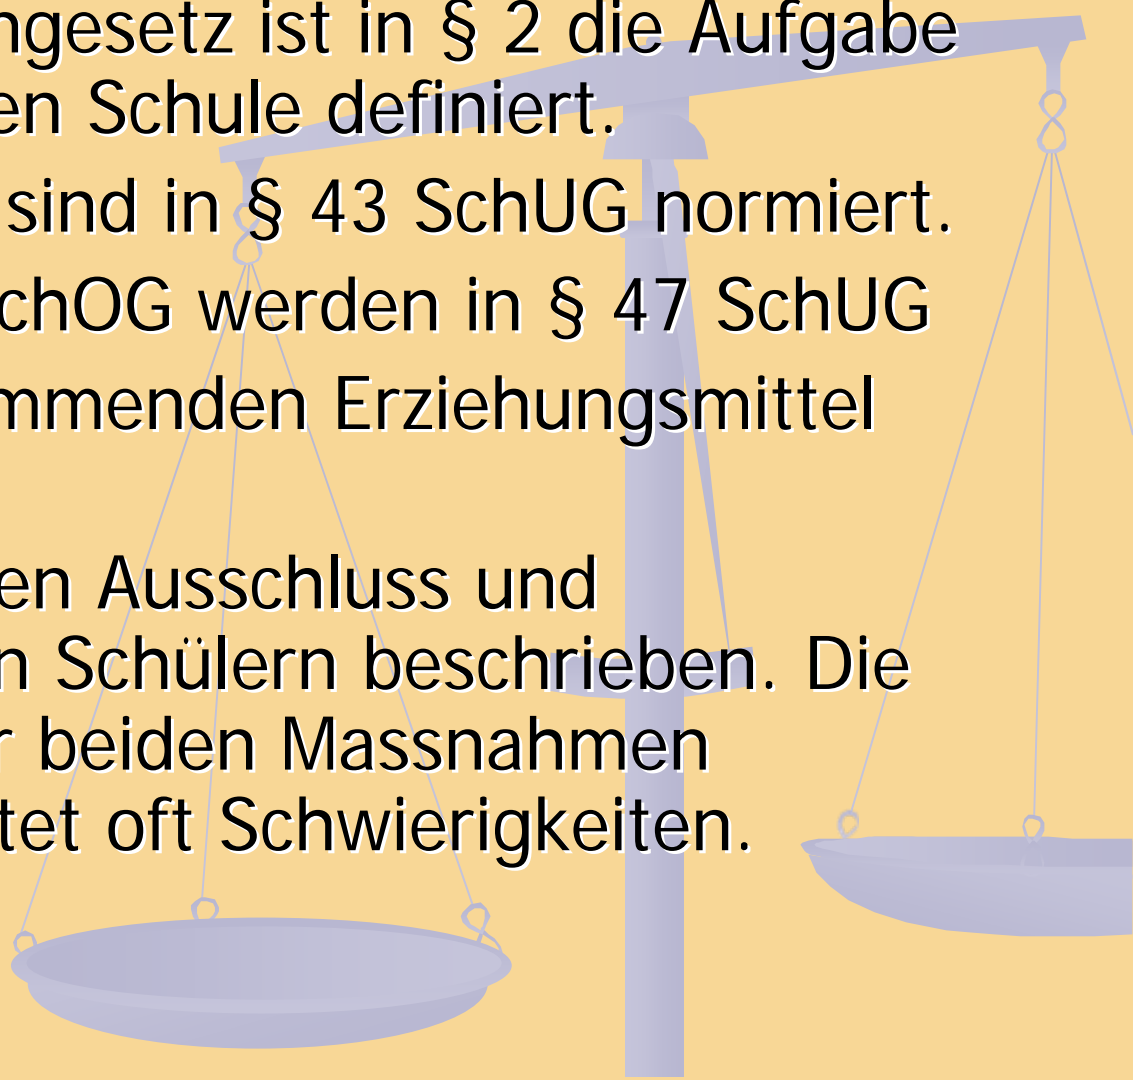 ngesetz ist in § 2 die Aufgabe
en Schule definiert.
sind in § 43 SchUG normiert.
chOG werden in § 47 SchUG
mmenden Erziehungsmittel
en Ausschluss und
n Schülern beschrieben. Die
r beiden Massnahmen
tet oft Schwierigkeiten.